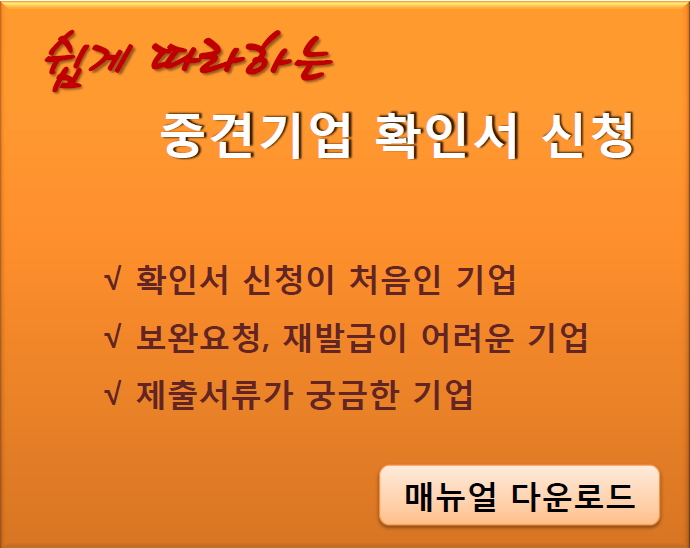 쉽게 따라하는
중견기업 확인서 신청
√ 확인서 신청이 처음인 기업
√ 보완요청, 재발급이 어려운 기업
√ 제출서류가 궁금한 기업
매뉴얼 다운로드